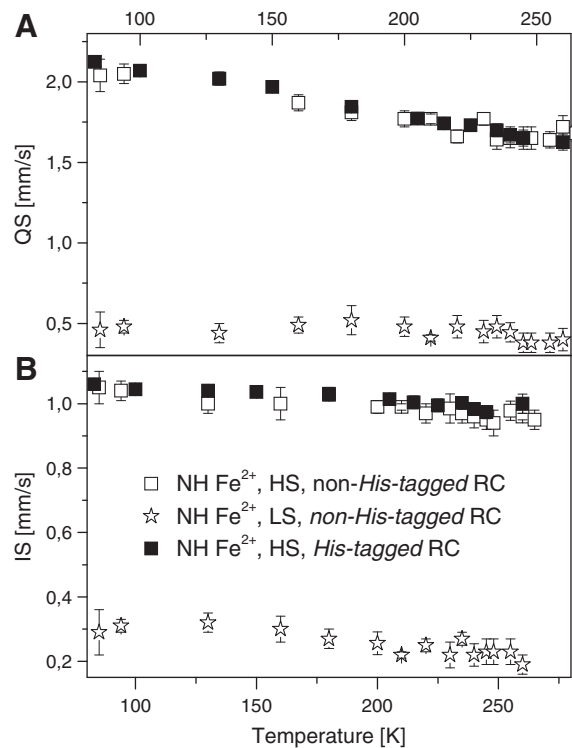 A
100 150 200 250
2,0
1,5
1,0
0,5
QS [mm/s]
B
1,0
0,8
0,6
0,4
0,2
IS [mm/s]
NH Fe²⁺, HS, non-His-tagged RC
NH Fe²⁺, LS, non-His-tagged RC
NH Fe²⁺, HS, His-tagged RC
100 150 200 250
Temperature [K]